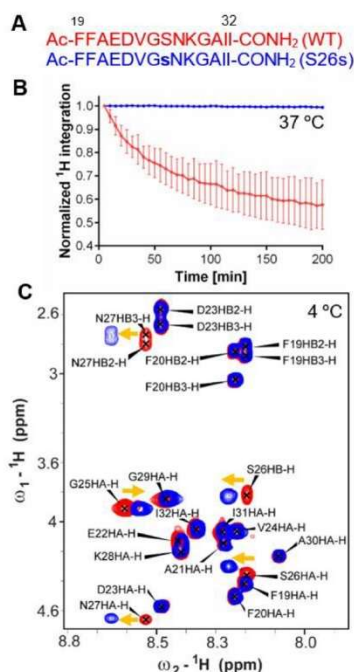 A
19 32
Ac-FFAEDVGSNKGAII-CONH₂ (WT)
Ac-FFAEDVGsNKGAII-CONH₂ (S26s)
B
Normalized ¹H integration
1.0
0.9
0.8
0.7
0.6
0.5
0.4
37 ºC
0 50 100 150 200
Time [min]
C
4 ºC
ω₁ - ¹H (ppm)
2.6
3.0
3.6
4.0
4.6
N27HB3-H
N27HB2-H
D23HB2-H
D23HB3-H
F20HB2-H
F19HB2-H
F19HB3-H
F20HB3-H
G29HA-H
G25HA-H
S26HB-H
I32HA-H
I31HA-H
V24HA-H
E22HA-H
K28HA-H
A21HA-H
A30HA-H
D23HA-H
S26HA-H
N27HA-H
F19HA-H
F20HA-H
8.8 8.5 8.0
ω₂ - ¹H (ppm)